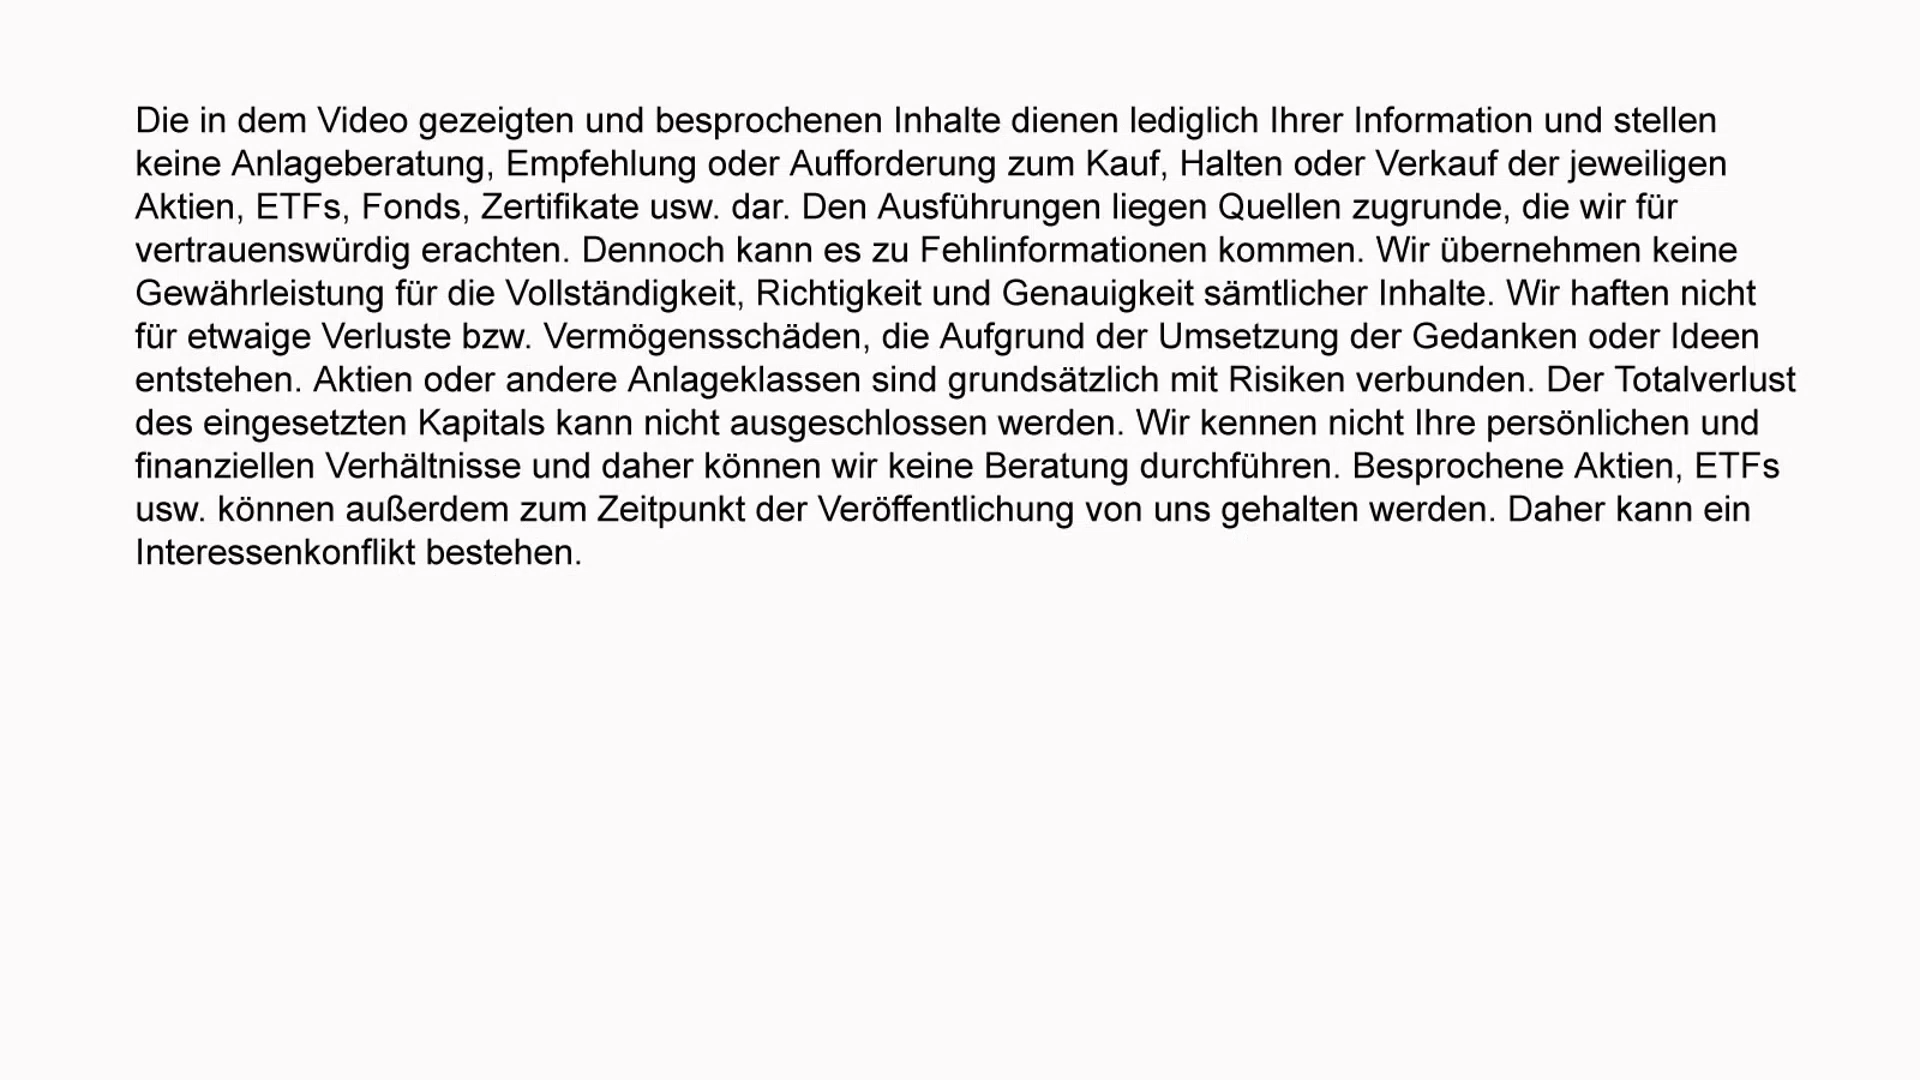 Die in dem Video gezeigten und besprochenen Inhalte dienen lediglich Ihrer Information und stellen
keine Anlageberatung, Empfehlung oder Aufforderung zum Kauf, Halten oder Verkauf der jeweiligen
Aktien, ETFs, Fonds, Zertifikate usw. dar. Den Ausführungen liegen Quellen zugrunde, die wir für
vertrauenswürdig erachten. Dennoch kann es zu Fehlinformationen kommen. Wir übernehmen keine
Gewährleistung für die Vollständigkeit, Richtigkeit und Genauigkeit sämtlicher Inhalte. Wir haften nicht
für etwaige Verluste bzw. Vermögensschäden, die Aufgrund der Umsetzung der Gedanken oder Ideen
entstehen. Aktien oder andere Anlageklassen sind grundsätzlich mit Risiken verbunden. Der Totalverlust
des eingesetzten Kapitals kann nicht ausgeschlossen werden. Wir kennen nicht Ihre persönlichen und
finanziellen Verhältnisse und daher können wir keine Beratung durchführen. Besprochene Aktien, ETFs
usw. können außerdem zum Zeitpunkt der Veröffentlichung von uns gehalten werden. Daher kann ein
Interessenkonflikt bestehen.